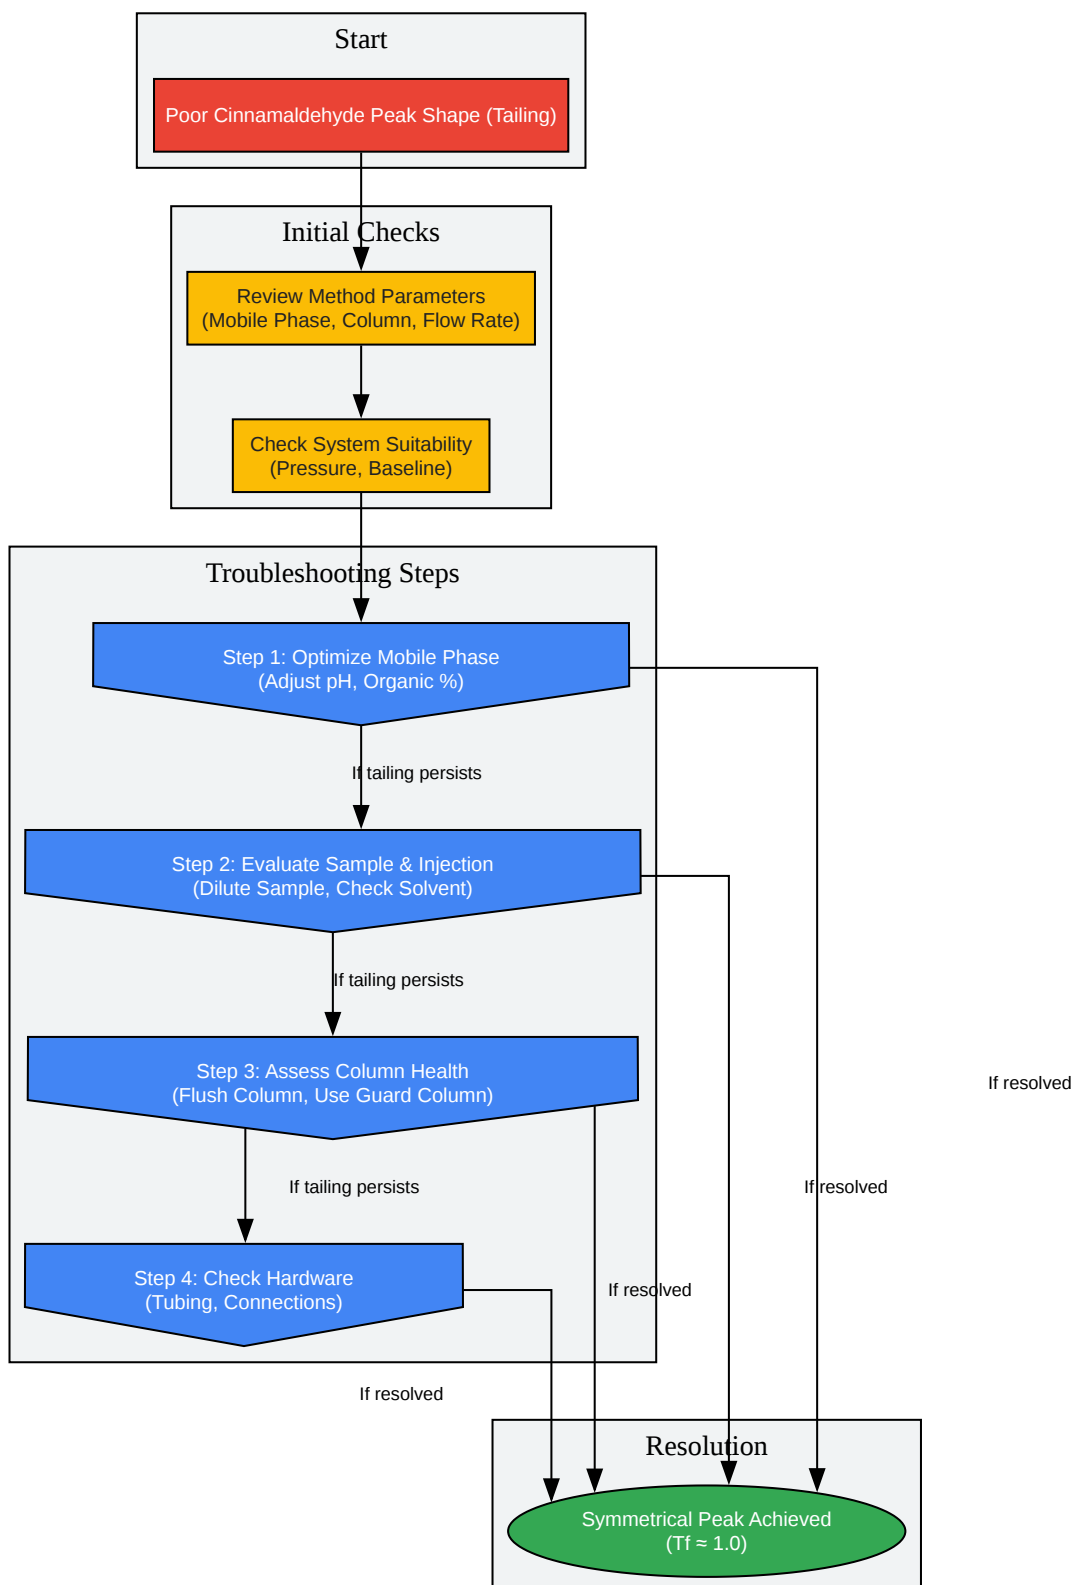 Start
Poor Cinnamaldehyde Peak Shape (Tailing)
Initial Checks
Review Method Parameters
(Mobile Phase, Column, Flow Rate)
Check System Suitability
(Pressure, Baseline)
Troubleshooting Steps
Step 1: Optimize Mobile Phase
(Adjust pH, Organic %)
If tailing persists
Step 2: Evaluate Sample & Injection
(Dilute Sample, Check Solvent)
If tailing persists
Step 3: Assess Column Health
(Flush Column, Use Guard Column)
If resolved
If tailing persists
If resolved
Step 4: Check Hardware
(Tubing, Connections)
If resolved
If resolved
Resolution
Symmetrical Peak Achieved
(Tf ≈ 1.0)